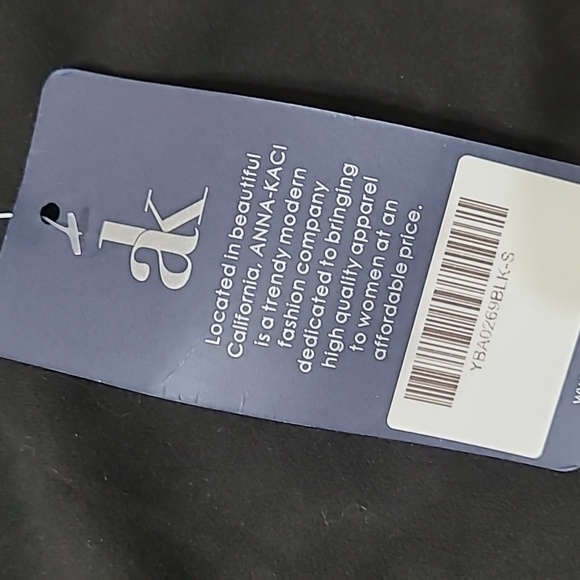 ak
Located in beautiful
California, ANNA-KACI
is a trendy modern
fashion company
dedicated to bringing
high quality apparel
to women at an
affordable price.
YBA0269BLK-S